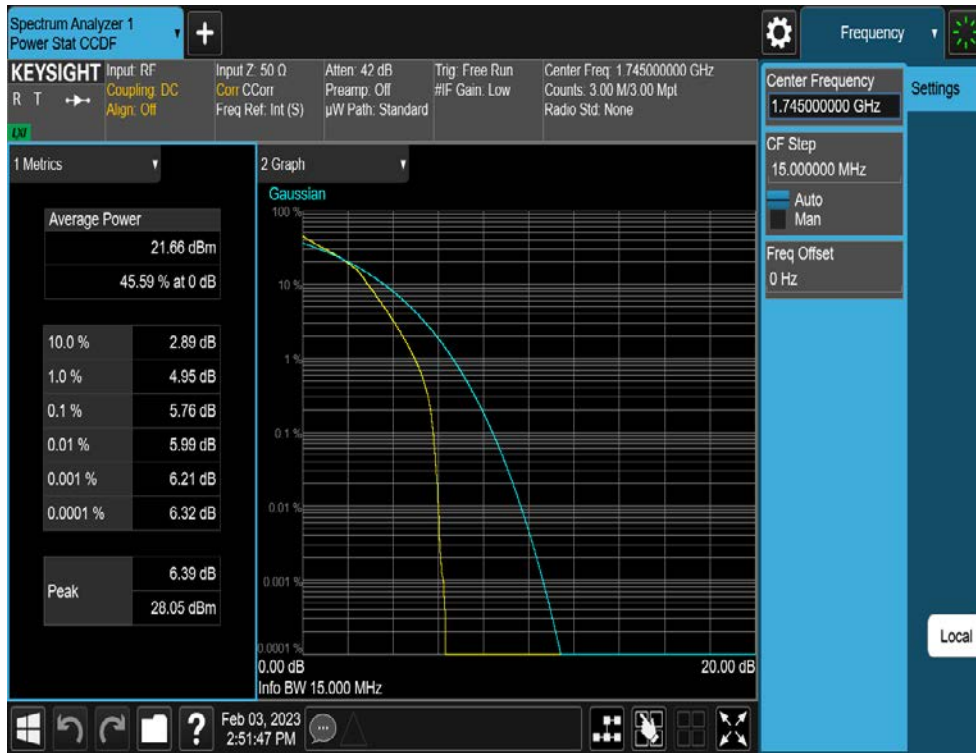 Spectrum Analyzer 1
Power Stat CCDF
+
Frequency
KEYSIGHT
R T
LXI
Input: RF
Coupling: DC
Align: Off
Input Z: 50 Ω
Corr CCorr
Freq Ref: Int (S)
Atten: 42 dB
Preamp: Off
µW Path: Standard
Trig: Free Run
#IF Gain: Low
Center Freq: 1.745000000 GHz
Counts: 3.00 M/3.00 Mpt
Radio Std: None
Center Frequency
1.745000000 GHz
Settings
CF Step
15.000000 MHz
Auto
Man
Freq Offset
0 Hz
Local
1 Metrics
Average Power
21.66 dBm
45.59 % at 0 dB
10.0 % 2.89 dB
1.0 % 4.95 dB
0.1 % 5.76 dB
0.01 % 5.99 dB
0.001 % 6.21 dB
0.0001 % 6.32 dB
Peak
6.39 dB
28.05 dBm
2 Graph
Gaussian
100 %
10 %
1 %
0.1 %
0.01 %
0.001 %
0.0001 %
0.00 dB 20.00 dB
Info BW 15.000 MHz
?
Feb 03, 2023
2:51:47 PM